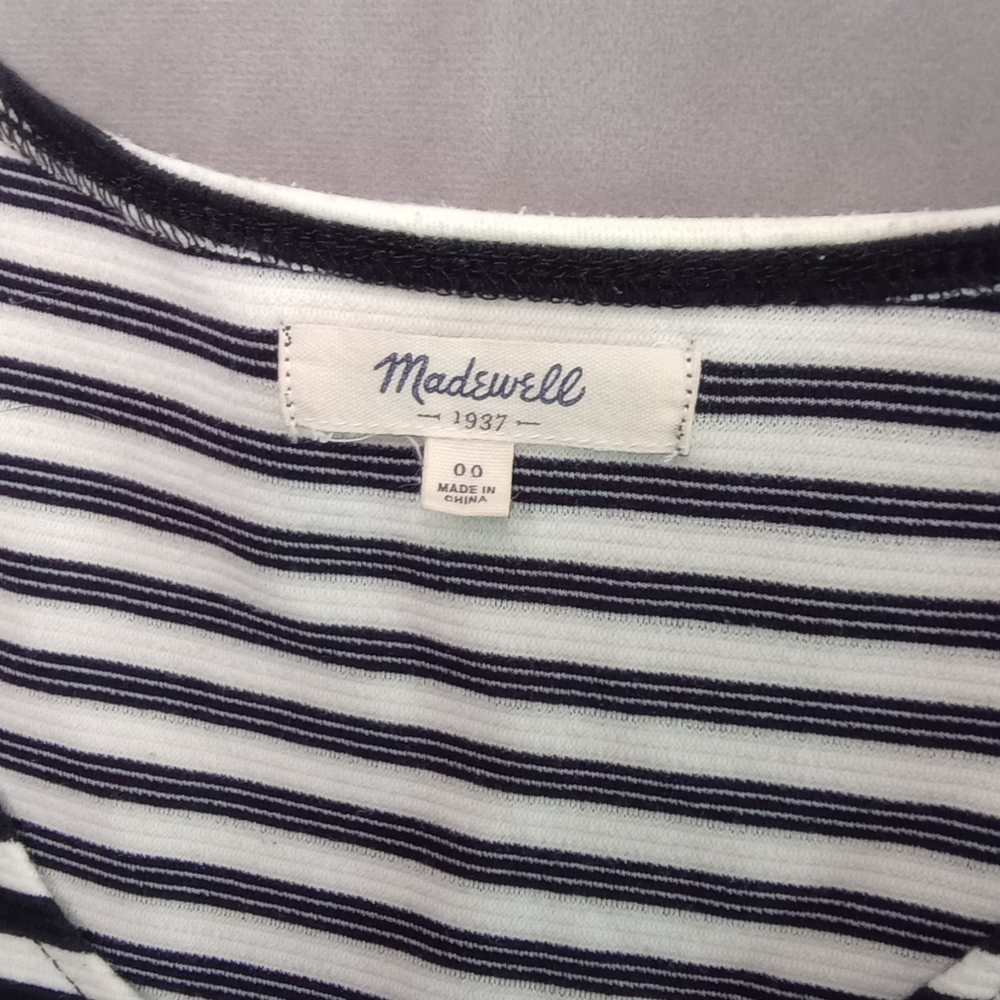 Madewell
— 1937 —
00
MADE IN
CHINA